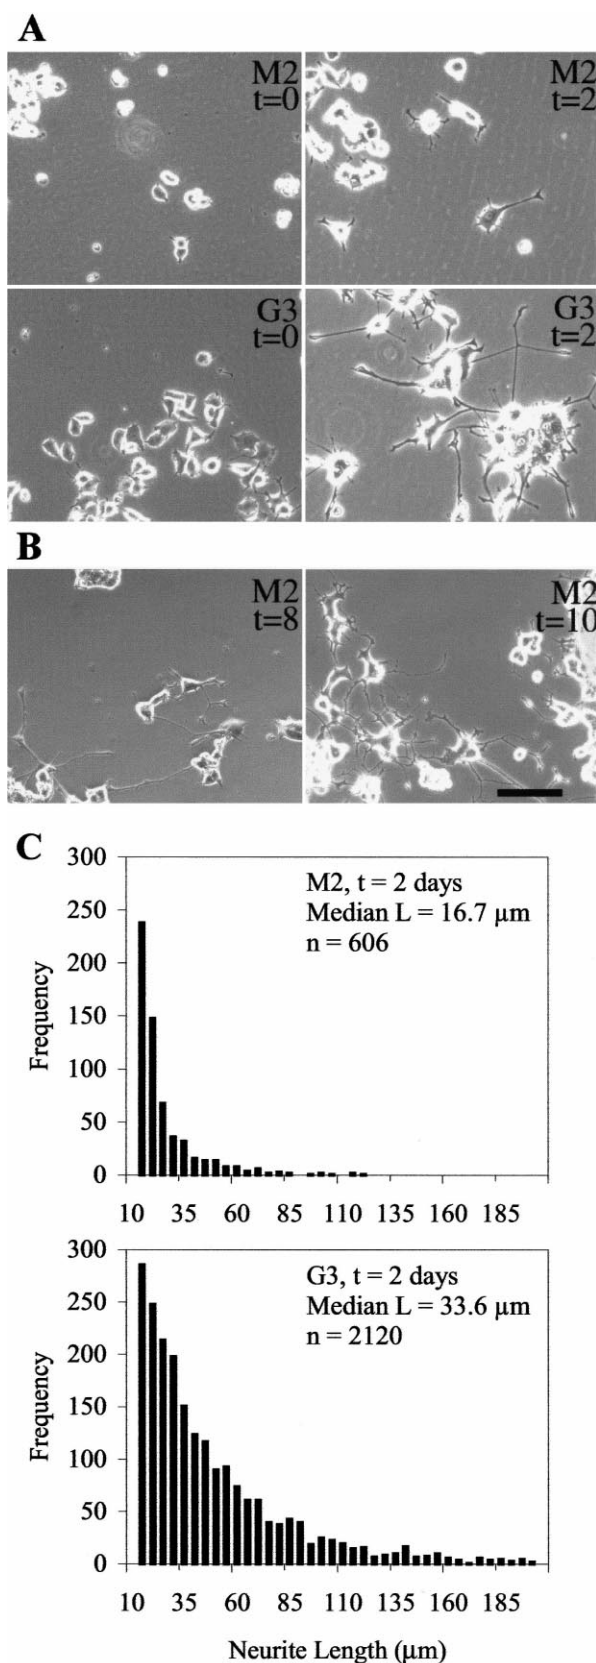 A
M2
t=0
M2
t=2
G3
t=0
G3
t=2
B
M2
t=8
M2
t=10
C
300
250
200
150
100
50
0
Frequency
M2, t = 2 days
Median L = 16.7 µm
n = 606
10 35 60 85 110 135 160 185
300
250
200
150
100
50
0
Frequency
G3, t = 2 days
Median L = 33.6 µm
n = 2120
10 35 60 85 110 135 160 185
Neurite Length (µm)